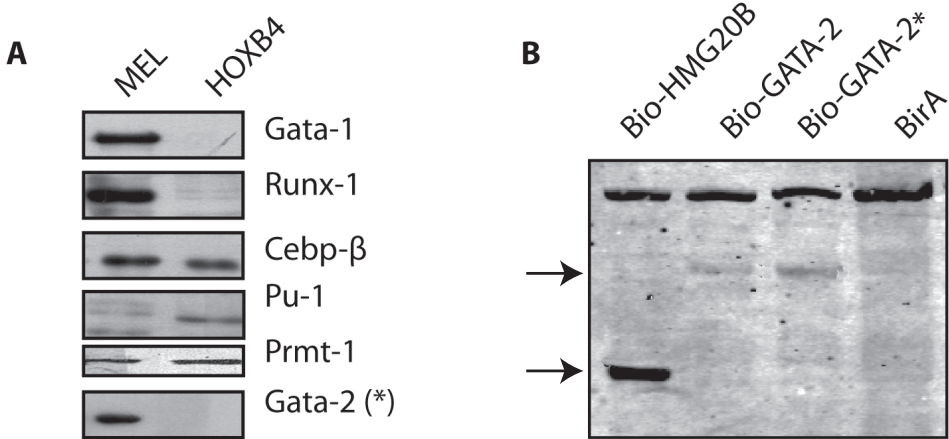 A
MEL
HOXB4
Gata-1
Runx-1
Cebp-β
Pu-1
Prmt-1
Gata-2 (*)
B
Bio-HMG20B
Bio-GATA-2
Bio-GATA-2*
BirA